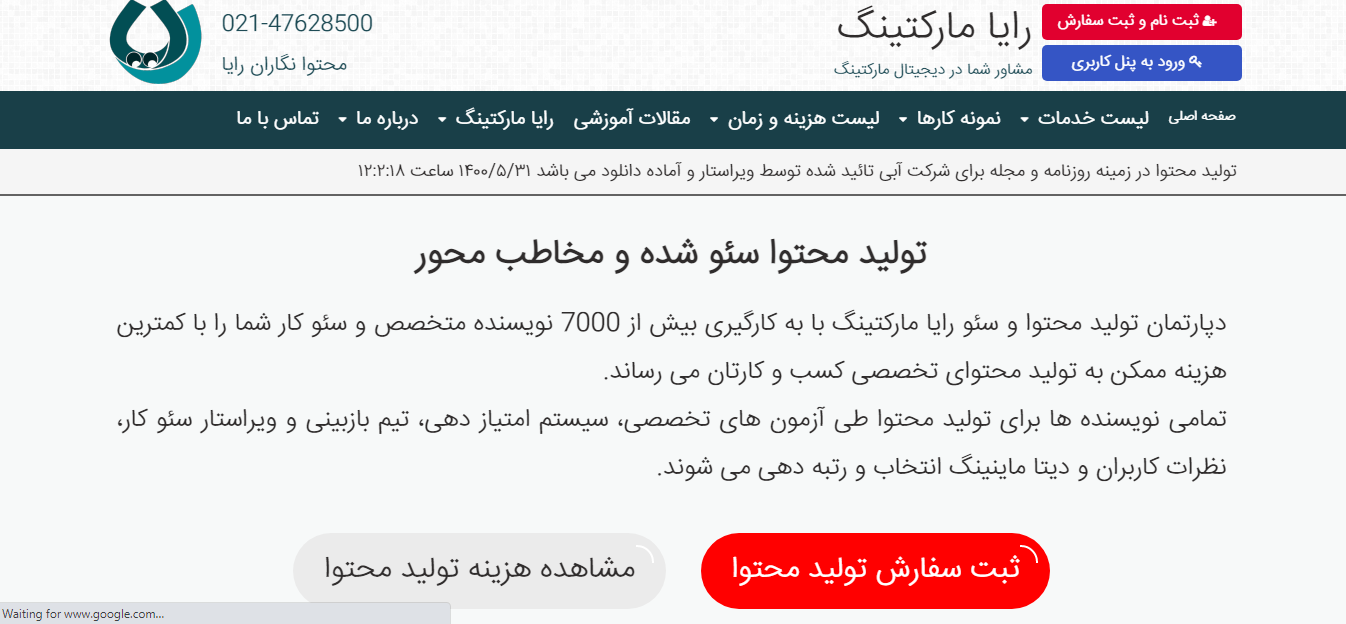 ثبت نام و ثبت سفارش
ورود به پنل کاربری
رایا مارکتینگ
مشاور شما در دیجیتال مارکتینگ
021-47628500
محتوا نگاران رایا
صفحه اصلی لیست خدمات نمونه کارها لیست هزینه و زمان مقالات آموزشی رایا مارکتینگ درباره ما تماس با ما
تولید محتوا در زمینه روزنامه و مجله برای شرکت آبی تائید شده توسط ویراستار و آماده دانلود می باشد ۱۴۰۰/۵/۳۱ ساعت ۱۲:۲:۱۸
تولید محتوا سئو شده و مخاطب محور
دپارتمان تولید محتوا و سئو رایا مارکتینگ با به کارگیری بیش از 7000 نویسنده متخصص و سئو کار شما را با کمترین
هزینه ممکن به تولید محتوای تخصصی کسب و کارتان می رساند.
تمامی نویسنده ها برای تولید محتوا طی آزمون های تخصصی، سیستم امتیاز دهی، تیم بازبینی و ویراستار سئو کار،
نظرات کاربران و دیتا ماینینگ انتخاب و رتبه دهی می شوند.
ثبت سفارش تولید محتوا
مشاهده هزینه تولید محتوا
Waiting for www.google.com...